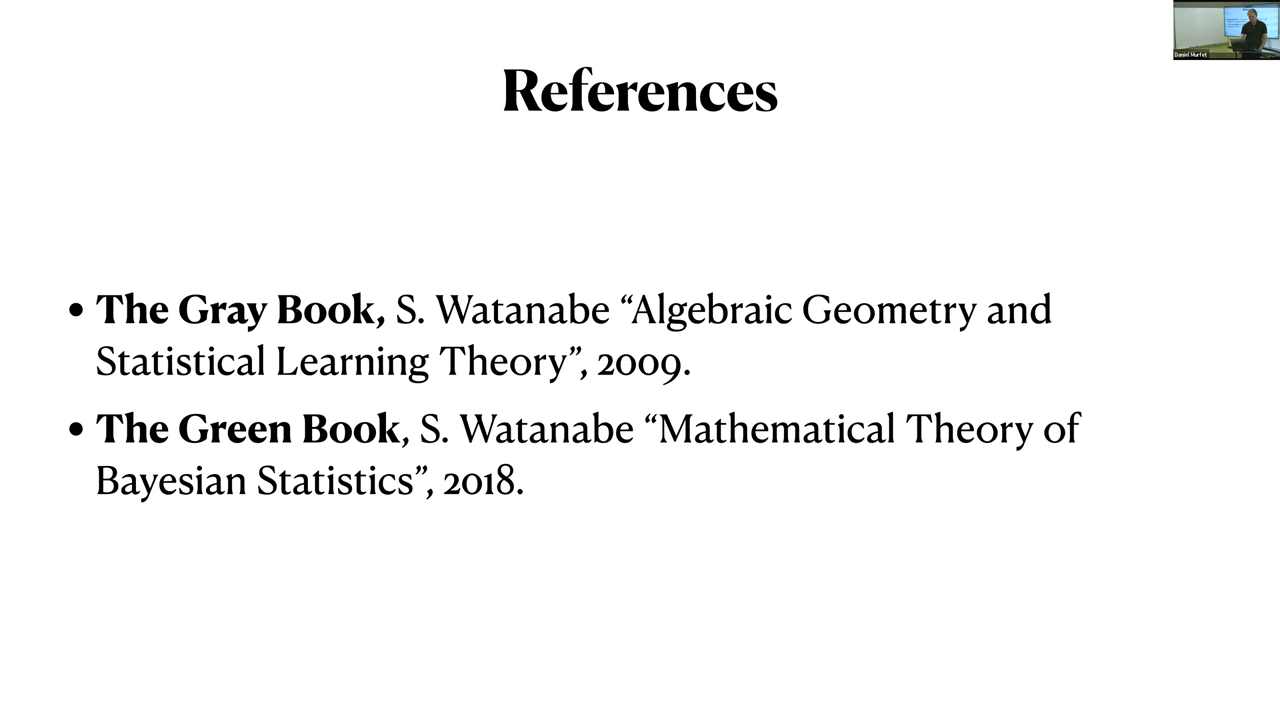 Daniel Murfet
References
• The Gray Book, S. Watanabe “Algebraic Geometry and
Statistical Learning Theory”, 2009.
• The Green Book, S. Watanabe “Mathematical Theory of
Bayesian Statistics”, 2018.